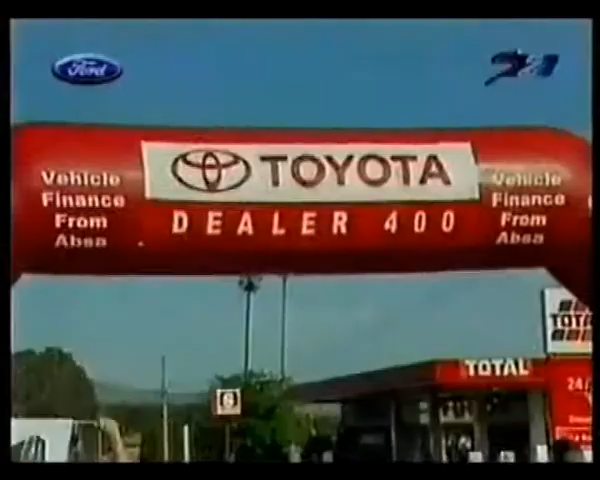 Ford
TOYOTA
DEALER 400
Vehicle
Finance
From
Absa
Vehicle
Finance
From
Absa
6
TOTAL
TOTAL
24